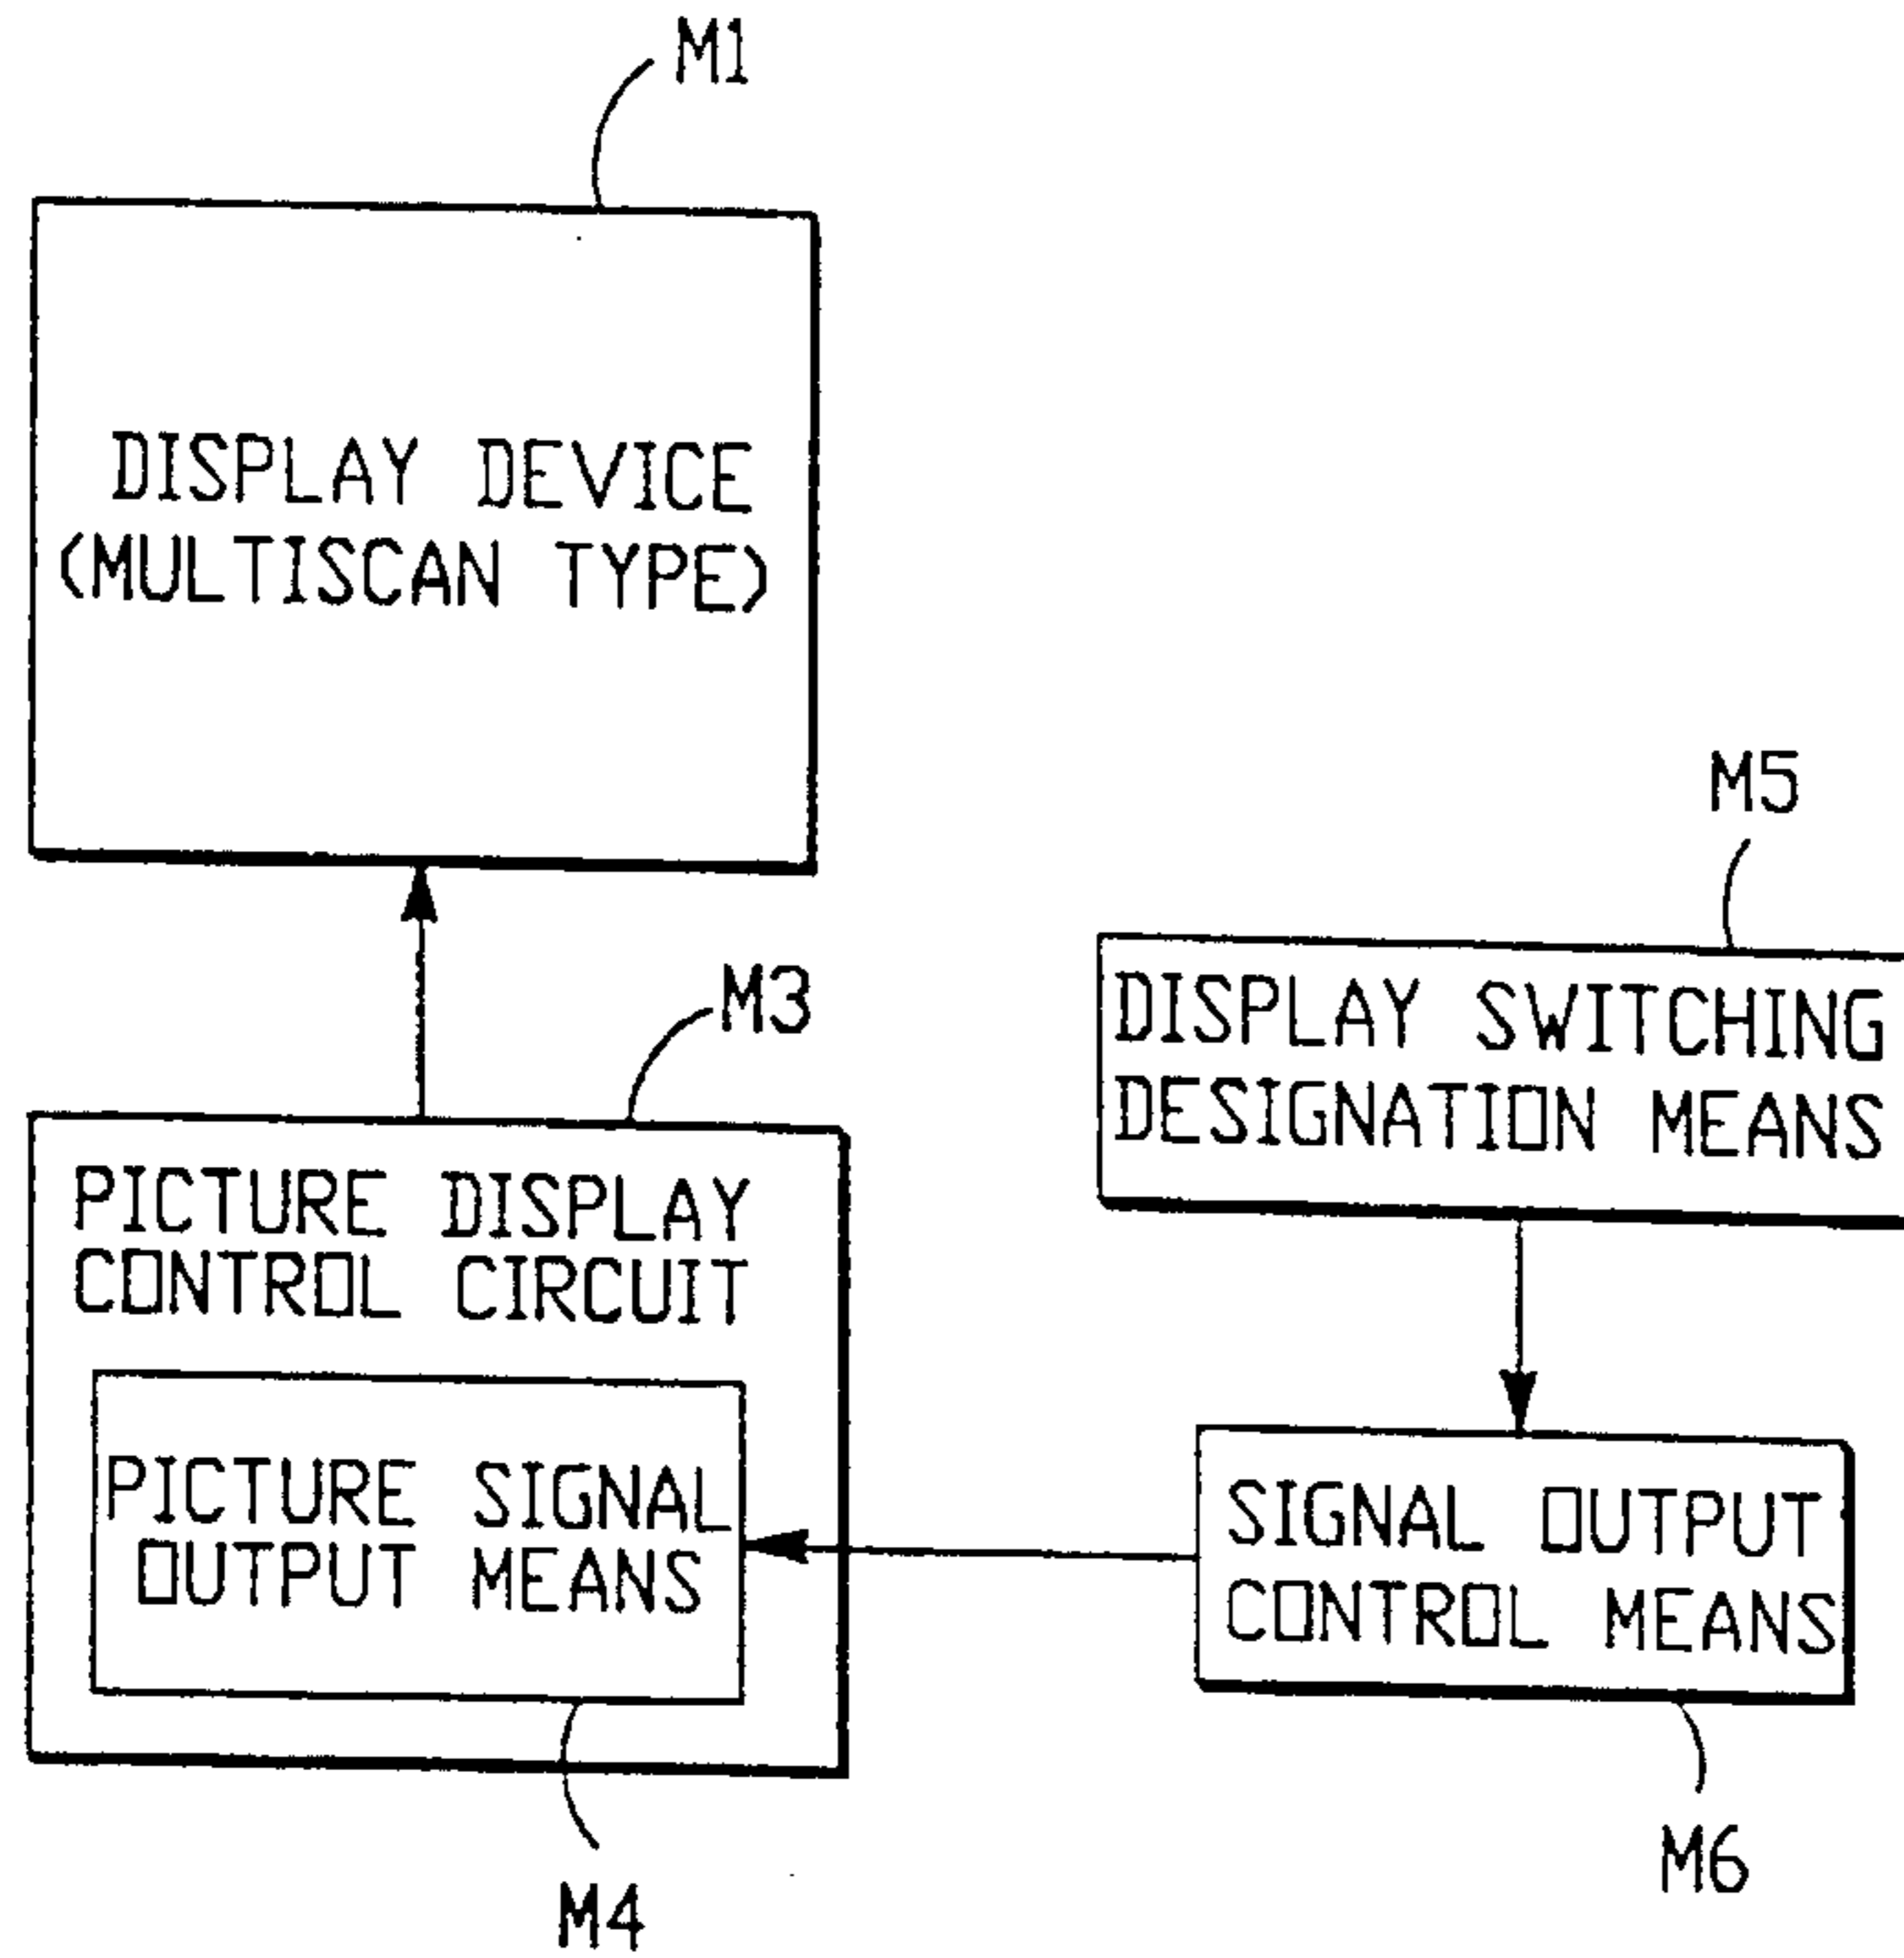 M1
DISPLAY DEVICE
(MULTISCAN TYPE)
M3
PICTURE DISPLAY
CONTROL CIRCUIT
PICTURE SIGNAL
OUTPUT MEANS
M4
M5
DISPLAY SWITCHING
DESIGNATION MEANS
SIGNAL OUTPUT
CONTROL MEANS
M6